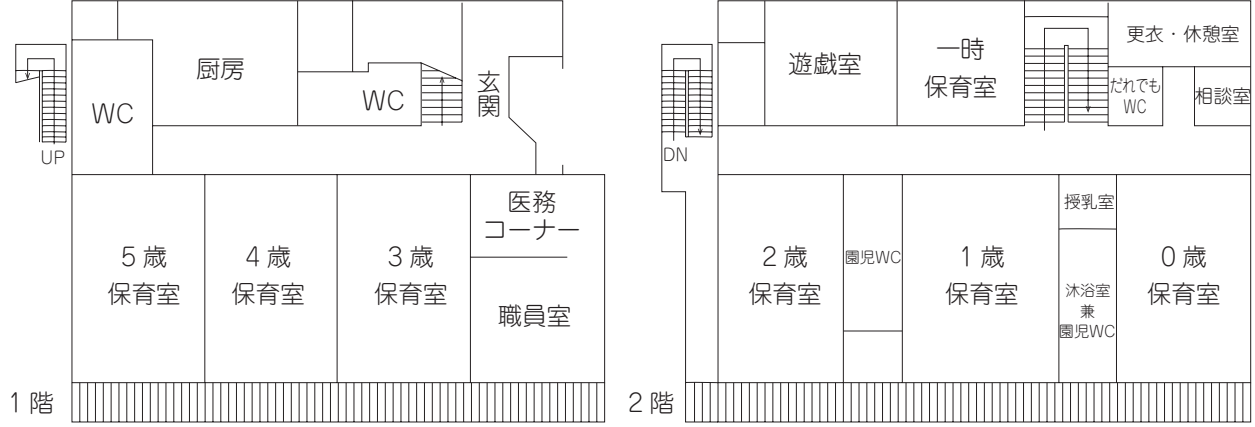 厨房
WC
WC
玄
関
UP
医務
コーナー
5歳
保育室
4歳
保育室
3歳
保育室
職員室
1階
更衣・休憩室
遊戯室
一時
保育室
だれでも
WC
相談室
DN
授乳室
2歳
保育室
園児WC
1歳
保育室
沐浴室
兼
園児WC
0歳
保育室
2階